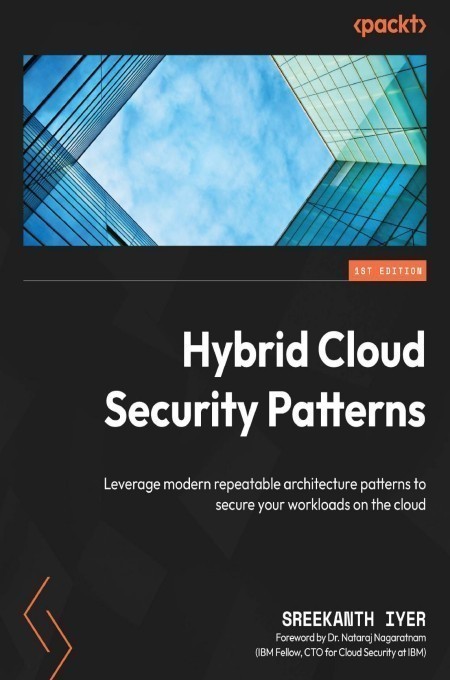 <packt>
1ST EDITION
Hybrid Cloud
Security Patterns
Leverage modern repeatable architecture patterns to
secure your workloads on the cloud
SREEKANTH IYER
Foreword by Dr. Nataraj Nagaratnam
(IBM Fellow, CTO for Cloud Security at IBM)